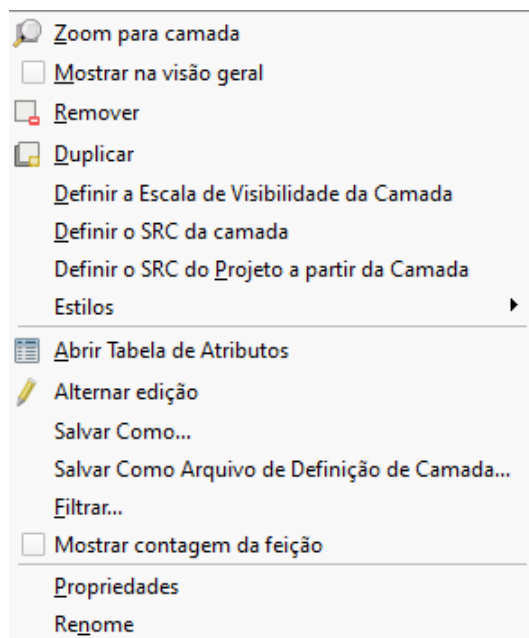 Zoom para camada
Mostrar na visão geral
Remover
Duplicar
Definir a Escala de Visibilidade da Camada
Definir o SRC da camada
Definir o SRC do Projeto a partir da Camada
Estilos
Abrir Tabela de Atributos
Alternar edição
Salvar Como...
Salvar Como Arquivo de Definição de Camada...
Filtrar...
Mostrar contagem da feição
Propriedades
Renome